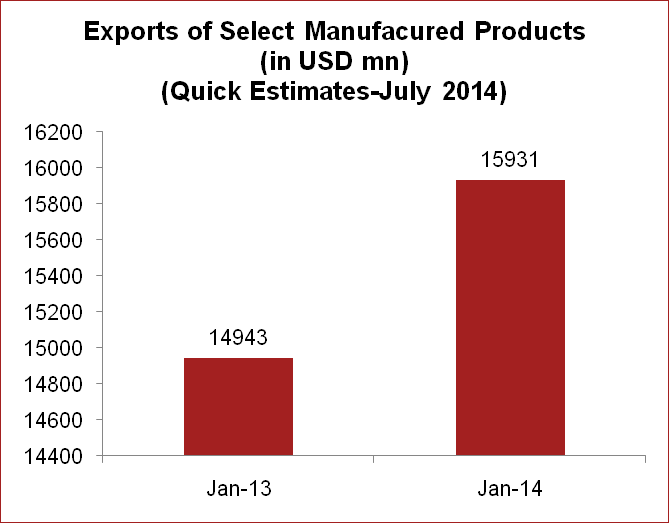 Exports of Select Manufacured Products
(in USD mn)
(Quick Estimates-July 2014)
16200
16000
15800
15600
15400
15200
15000
14800
14600
14400
14943
15931
Jan-13
Jan-14